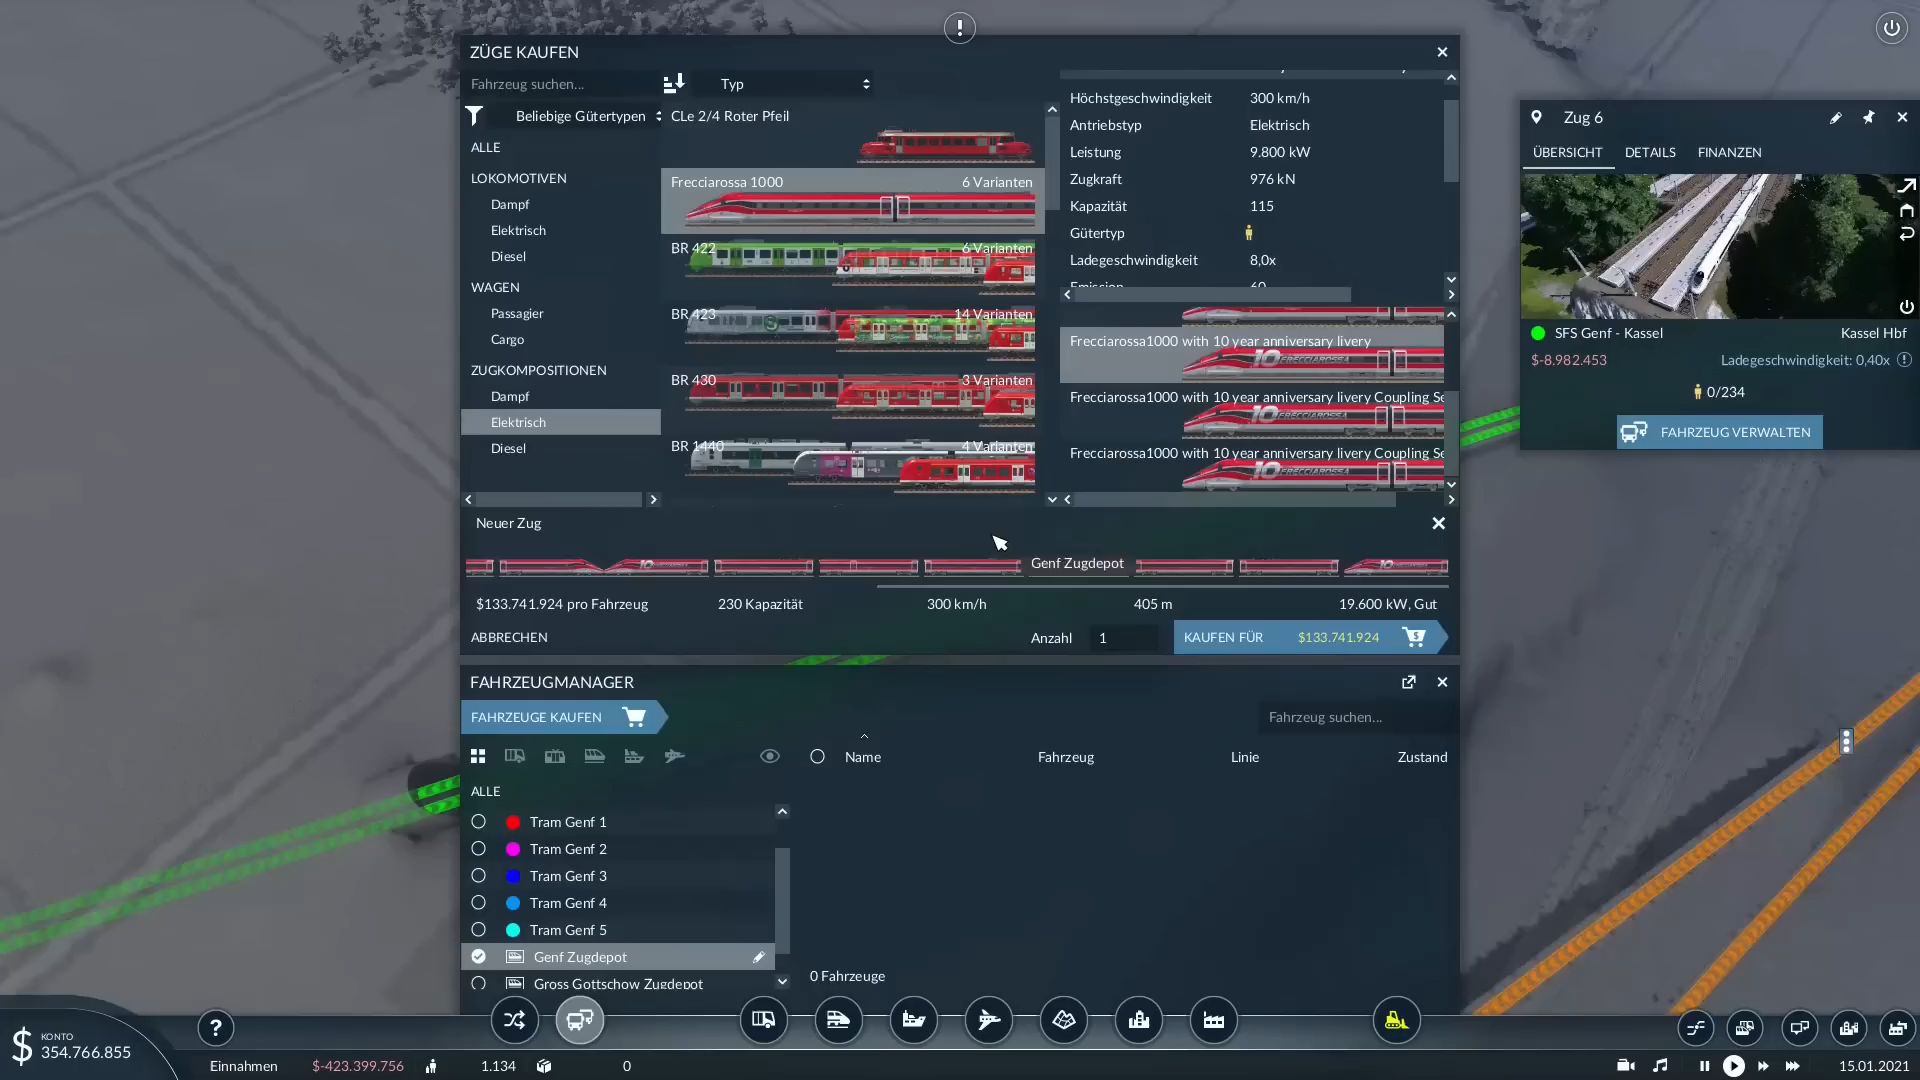 ZÜGE KAUFEN
Fahrzeug suchen...
Typ
Beliebige Gütertypen
ALLE
LOKOMOTIVEN
Dampf
Elektrisch
Diesel
WAGEN
Passagier
Cargo
ZUGKOMPOSITIONEN
Dampf
Elektrisch
Diesel
CLe 2/4 Roter Pfeil
Frecciarossa 1000 6 Varianten
BR 422 6 Varianten
BR 423 14 Varianten
BR 430 3 Varianten
BR 1440 4 Varianten
Höchstgeschwindigkeit 300 km/h
Antriebstyp Elektrisch
Leistung 9.800 kW
Zugkraft 976 kN
Kapazität 115
Gütertyp
Ladegeschwindigkeit 8,0x
Emission 60
Frecciarossa1000 with 10 year anniversary livery
10 FRECCIAROSSA
Frecciarossa1000 with 10 year anniversary livery Coupling Se
10 FRECCIAROSSA
Frecciarossa1000 with 10 year anniversary livery Coupling Se
10 FRECCIAROSSA
Neuer Zug
Genf Zugdepot
$133.741.924 pro Fahrzeug 230 Kapazität 300 km/h 405 m 19.600 kW, Gut
ABBRECHEN Anzahl 1 KAUFEN FÜR $133.741.924
FAHRZEUGMANAGER
FAHRZEUGE KAUFEN
Fahrzeug suchen...
Name Fahrzeug Linie Zustand
ALLE
Tram Genf 1
Tram Genf 2
Tram Genf 3
Tram Genf 4
Tram Genf 5
Genf Zugdepot
Gross Gottschow Zugdepot
0 Fahrzeuge
Zug 6
ÜBERSICHT DETAILS FINANZEN
SFS Genf - Kassel Kassel Hbf
$-8.982.453 Ladegeschwindigkeit: 0,40x
0/234
FAHRZEUG VERWALTEN
KONTO
354.766.855
Einnahmen $-423.399.756 1.134 0 15.01.2021